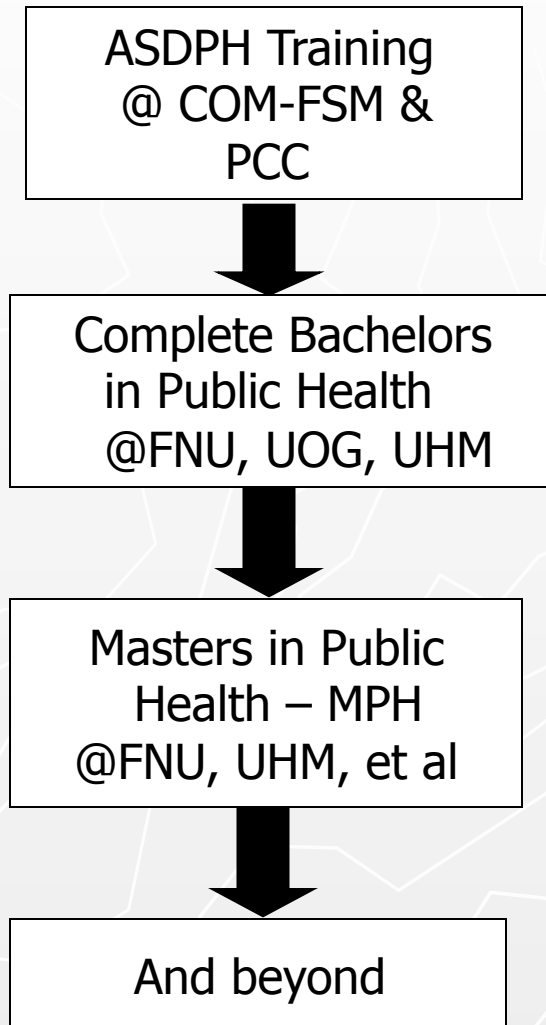 ASDPH Training
@ COM-FSM &
PCC
Complete Bachelors
in Public Health
@FNU, UOG, UHM
Masters in Public
Health – MPH
@FNU, UHM, et al
And beyond